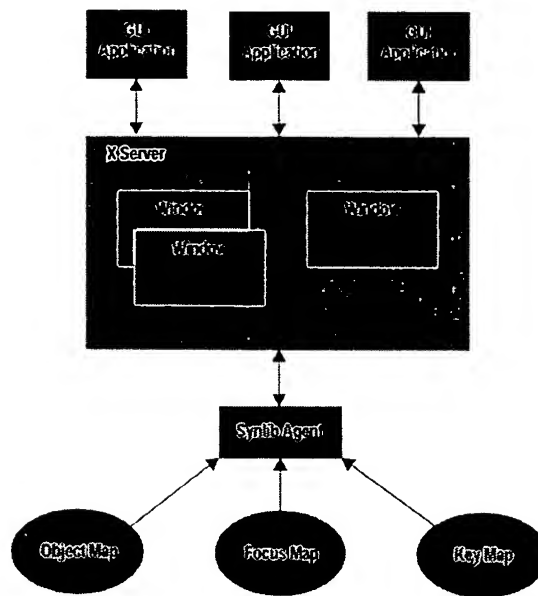 GUI
Application
GUI
Application
GUI
Application
X Server
Window
Window
Window
Synlib Agent
Object Map
Focus Map
Key Map